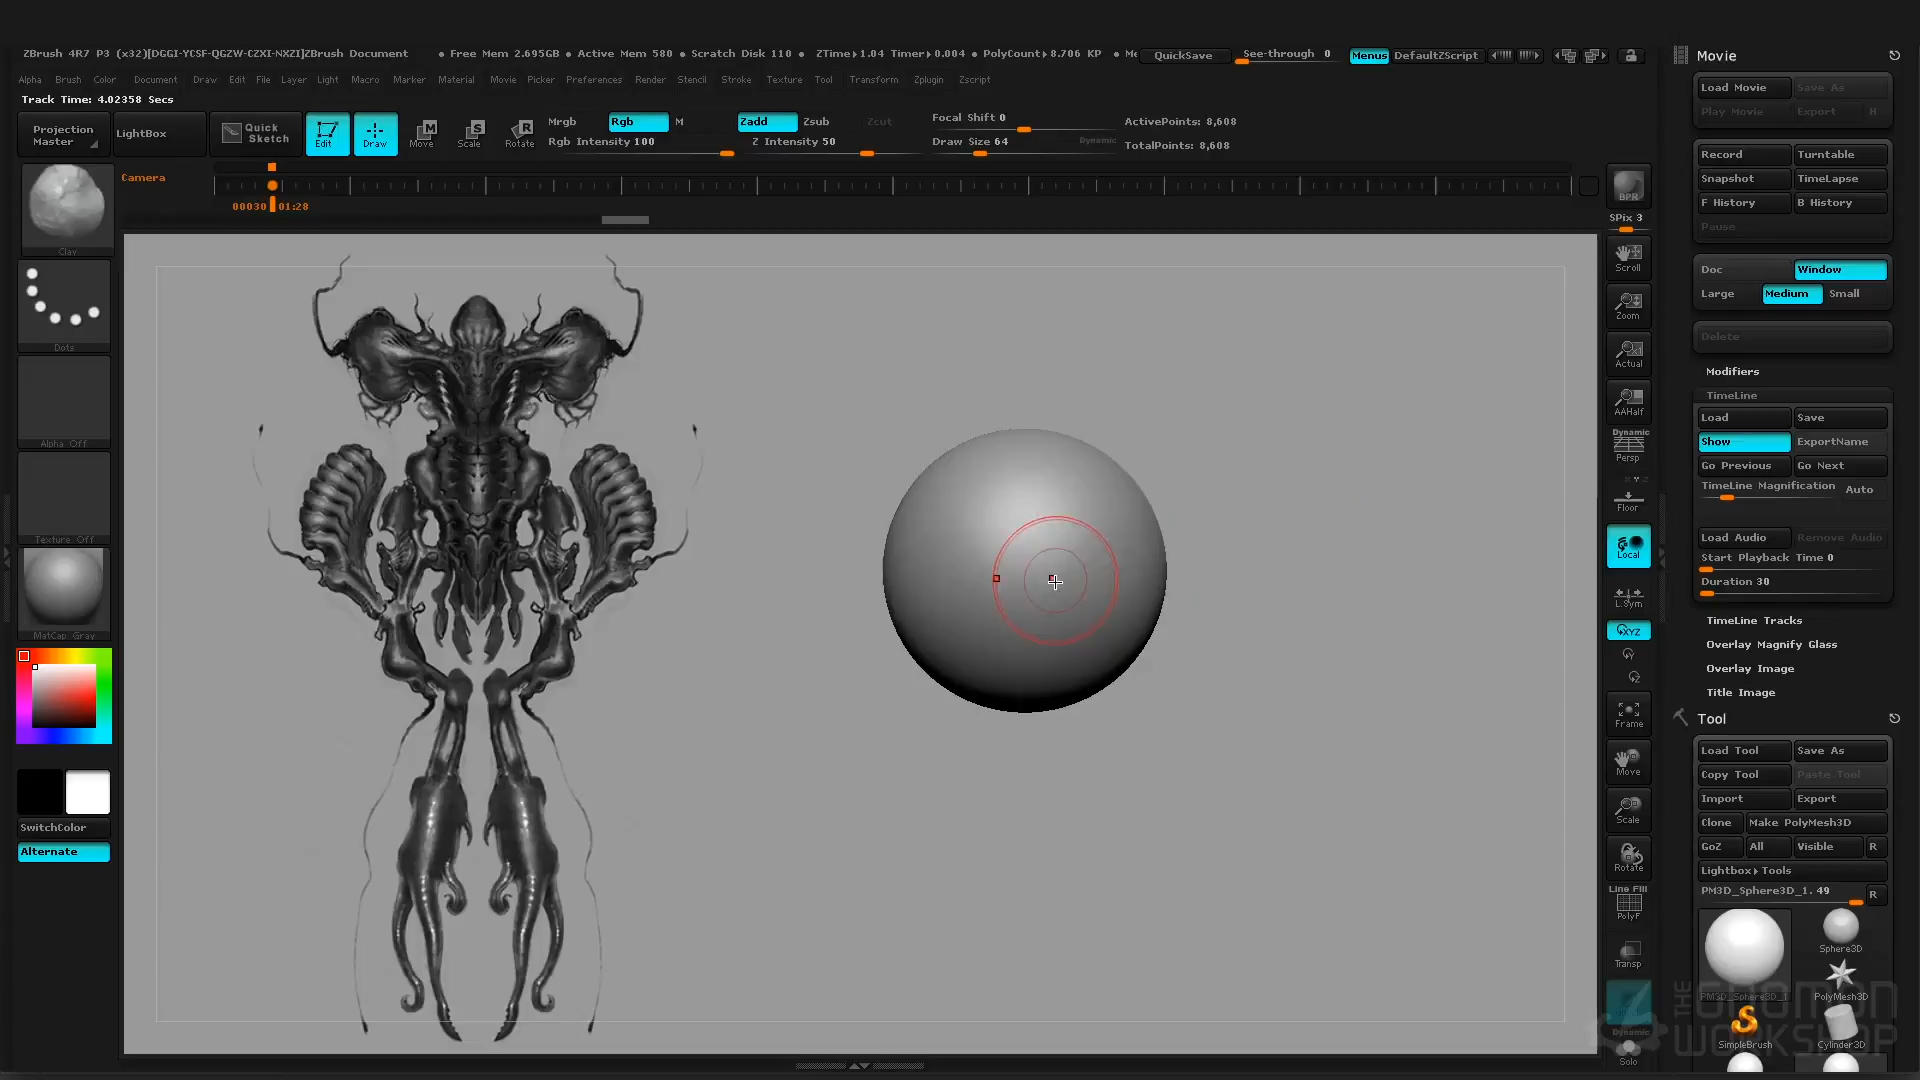 ZBrush 4R7 P3 (x32)[DGGI-YCSF-QGZW-CZXI-NXZI]ZBrush Document • Free Mem 2.695GB • Active Mem 580 • Scratch Disk 110 • ZTime▸1.04 Timer▸0.004 • PolyCount▸8.706 KP • Me QuickSave See-through 0 Menus DefaultZScript
Alpha Brush Color Document Draw Edit File Layer Light Macro Marker Material Movie Picker Preferences Render Stencil Stroke Texture Tool Transform Zplugin Zscript
Track Time: 4.02358 Secs
Projection Master
LightBox
Quick Sketch
Edit
Draw
Move
Scale
Rotate
Mrgb Rgb M
Rgb Intensity 100
Zadd Zsub Zcut
Z Intensity 50
Focal Shift 0
Draw Size 64 Dynamic
ActivePoints: 8,608
TotalPoints: 8,608
Camera
00030 01:28
Clay
Dots
Alpha Off
Texture Off
MatCap Gray
SwitchColor
Alternate
BPR
SPix 3
Scroll
Zoom
Actual
AAHalf
Dynamic
Persp
Floor
Local
L.Sym
XYZ
Frame
Move
Scale
Rotate
Line Fill
PolyF
Transp
Dynamic
Solo
Movie
Load Movie Save As
Play Movie Export H
Record Turntable
Snapshot TimeLapse
F History B History
Pause
Doc Window
Large Medium Small
Delete
Modifiers
TimeLine
Load Save
Show ExportName
Go Previous Go Next
TimeLine Magnification Auto
Load Audio Remove Audio
Start Playback Time 0
Duration 30
TimeLine Tracks
Overlay Magnify Glass
Overlay Image
Title Image
Tool
Load Tool Save As
Copy Tool Paste Tool
Import Export
Clone Make PolyMesh3D
GoZ All Visible R
Lightbox▸Tools
PM3D_Sphere3D_1. 49 R
Sphere3D
PM3D_Sphere3D_1 PolyMesh3D
SimpleBrush Cylinder3D
THE GNOMON WORKSHOP